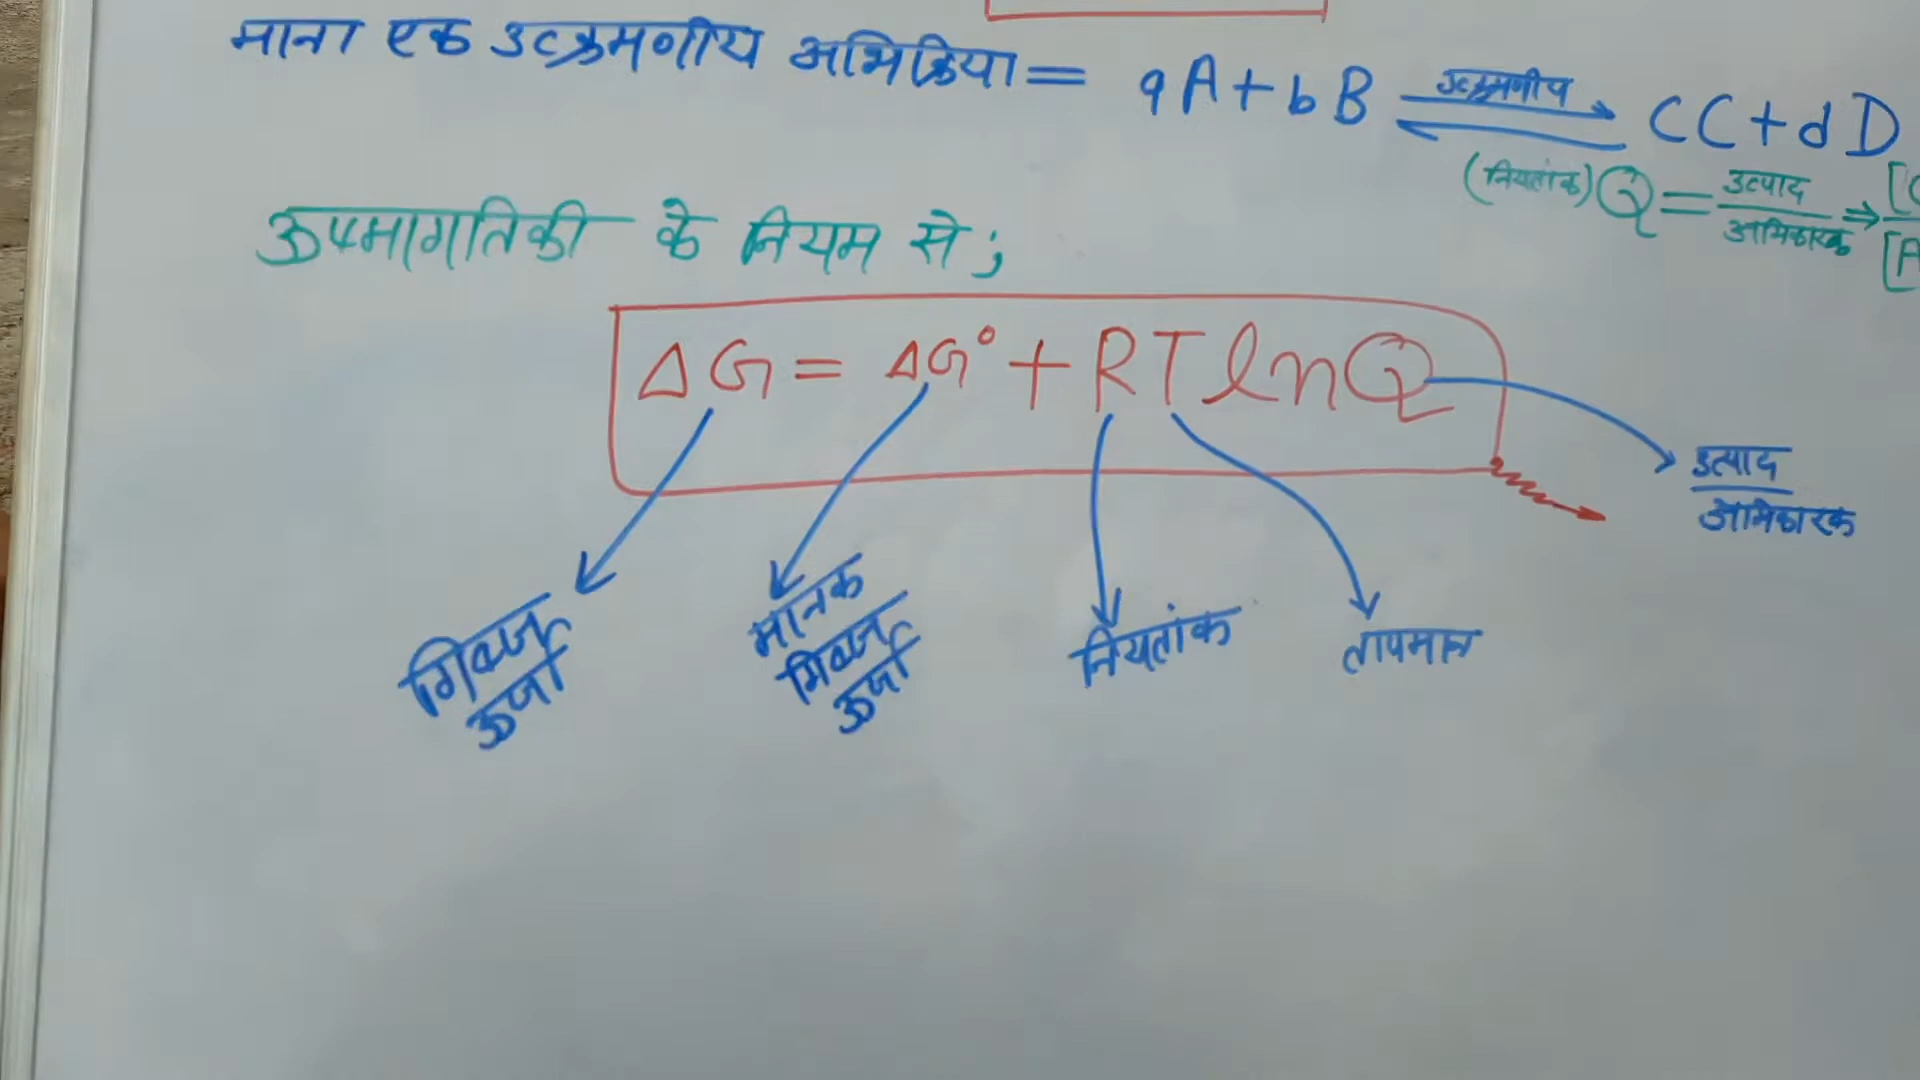 माना एक उत्क्रमणीय अभिक्रिया = aA + bB ⇌ CC + dD
उत्क्रमणीय
(नियतांक) Q = उत्पाद / अभिकारक ⇒ [C / [A
ऊष्मागतिकी के नियम से ;
ΔG = ΔG° + RT ln Q
उत्पाद
अभिकारक
गिब्ज
ऊर्जा
मानक
गिब्ज
ऊर्जा
नियतांक
तापमान